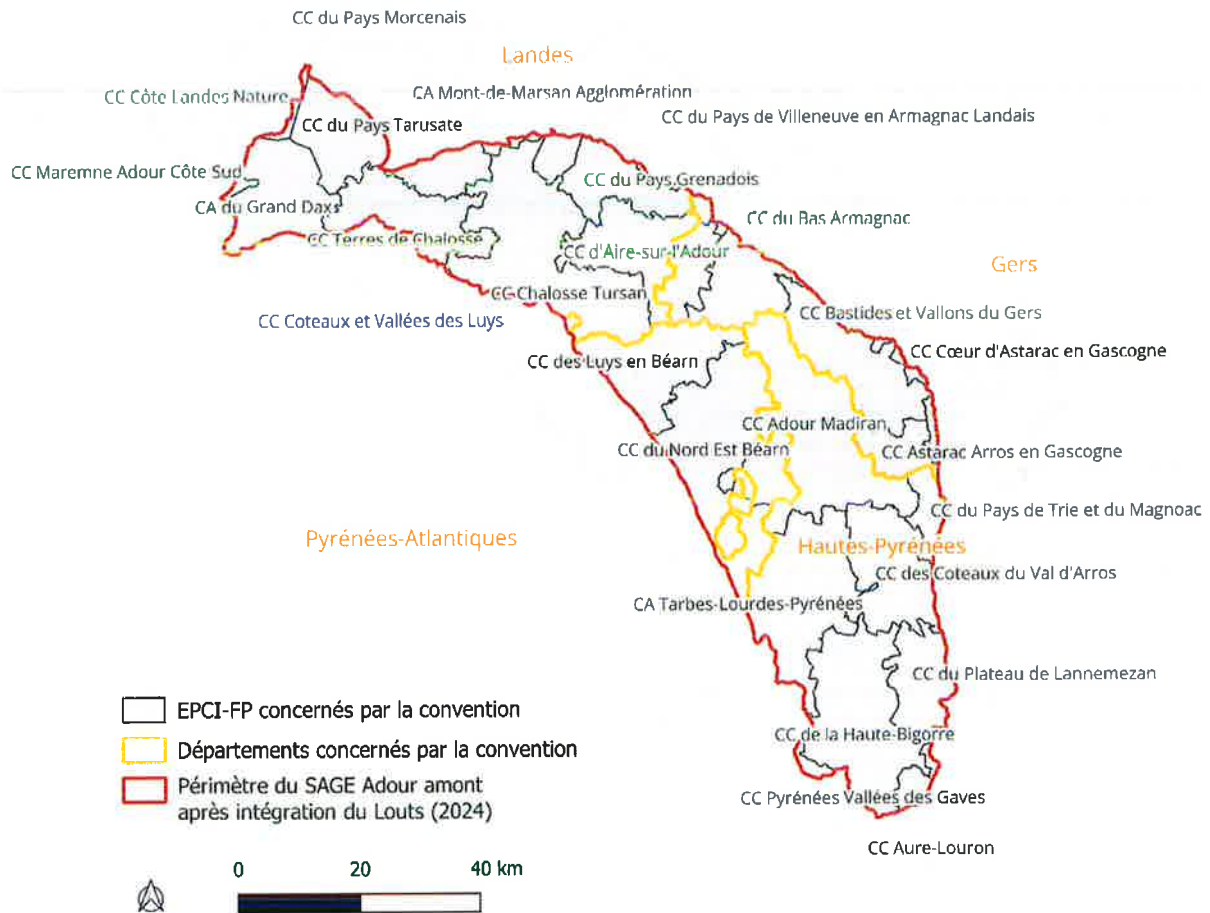 CC du Pays Morcenais
Landes
CC Côte Landes Nature
CA Mont-de-Marsan Agglomération
CC du Pays de Villeneuve en Armagnac Landais
CC du Pays Tarusate
CC Maremne Adour Côte Sud
CC du Pays Grenadois
CA du Grand Dax
CC du Bas Armagnac
CC Terres de Chalosse
CC d'Aire-sur-l'Adour
Gers
CC Chalosse Tursan
CC Bastides et Vallons du Gers
CC Coteaux et Vallées des Luys
CC des Luys en Béarn
CC Cœur d'Astarac en Gascogne
CC Adour Madiran
CC du Nord Est Béarn
CC Astarac Arros en Gascogne
CC du Pays de Trie et du Magnoac
Pyrénées-Atlantiques
Hautes-Pyrénées
CC des Coteaux du Val d'Arros
CA Tarbes-Lourdes-Pyrénées
CC du Plateau de Lannemezan
EPCI-FP concernés par la convention
CC de la Haute-Bigorre
Départements concernés par la convention
Périmètre du SAGE Adour amont
après intégration du Louts (2024)
CC Pyrénées Vallées des Gaves
CC Aure-Louron
0 20 40 km